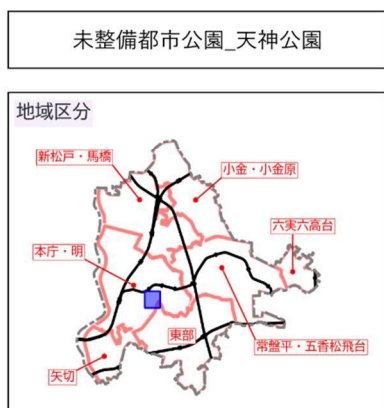 未整備都市公園_天神公園
地域区分
新松戸・馬橋
小金・小金原
六実六高台
本庁・明
東部
常盤平・五香松飛台
矢切